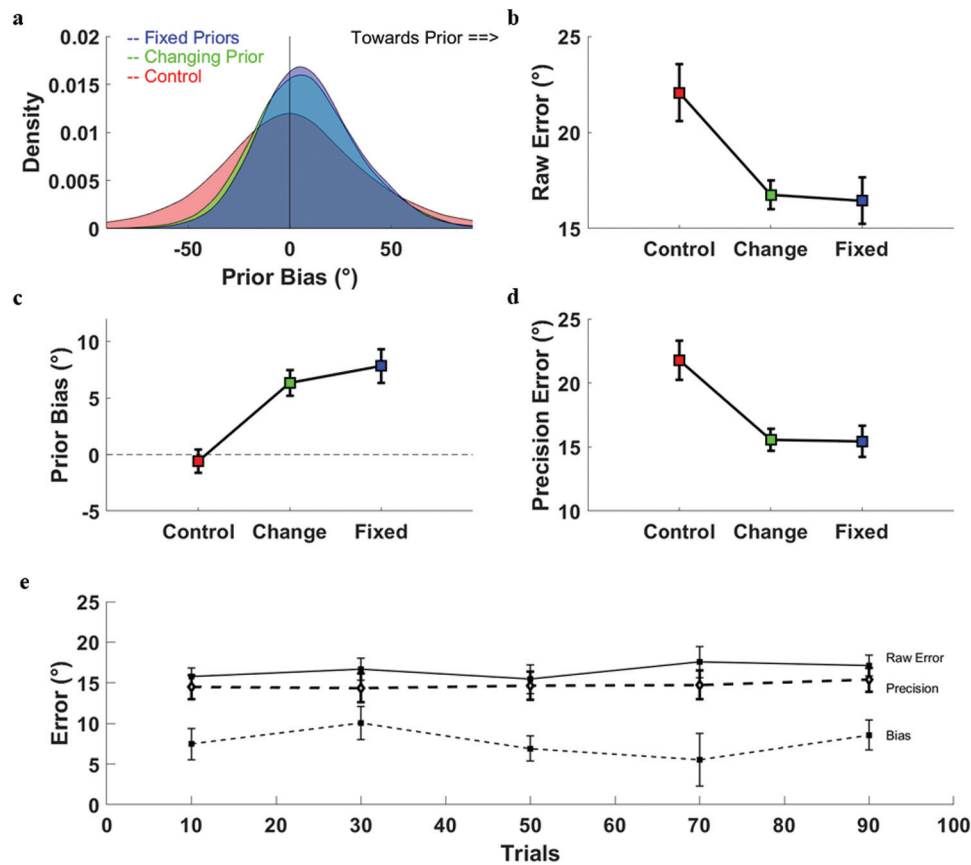 a
-- Fixed Priors
-- Changing Prior
-- Control
Towards Prior ==>
0.02
0.015
0.01
0.005
0
Density
-50
0
50
Prior Bias (°)
b
25
20
15
Raw Error (°)
Control
Change
Fixed
c
10
5
0
-5
Prior Bias (°)
Control
Change
Fixed
d
25
20
15
10
Precision Error (°)
Control
Change
Fixed
e
25
20
15
10
5
0
Error (°)
Raw Error
Precision
Bias
0
10
20
30
40
50
60
70
80
90
100
Trials